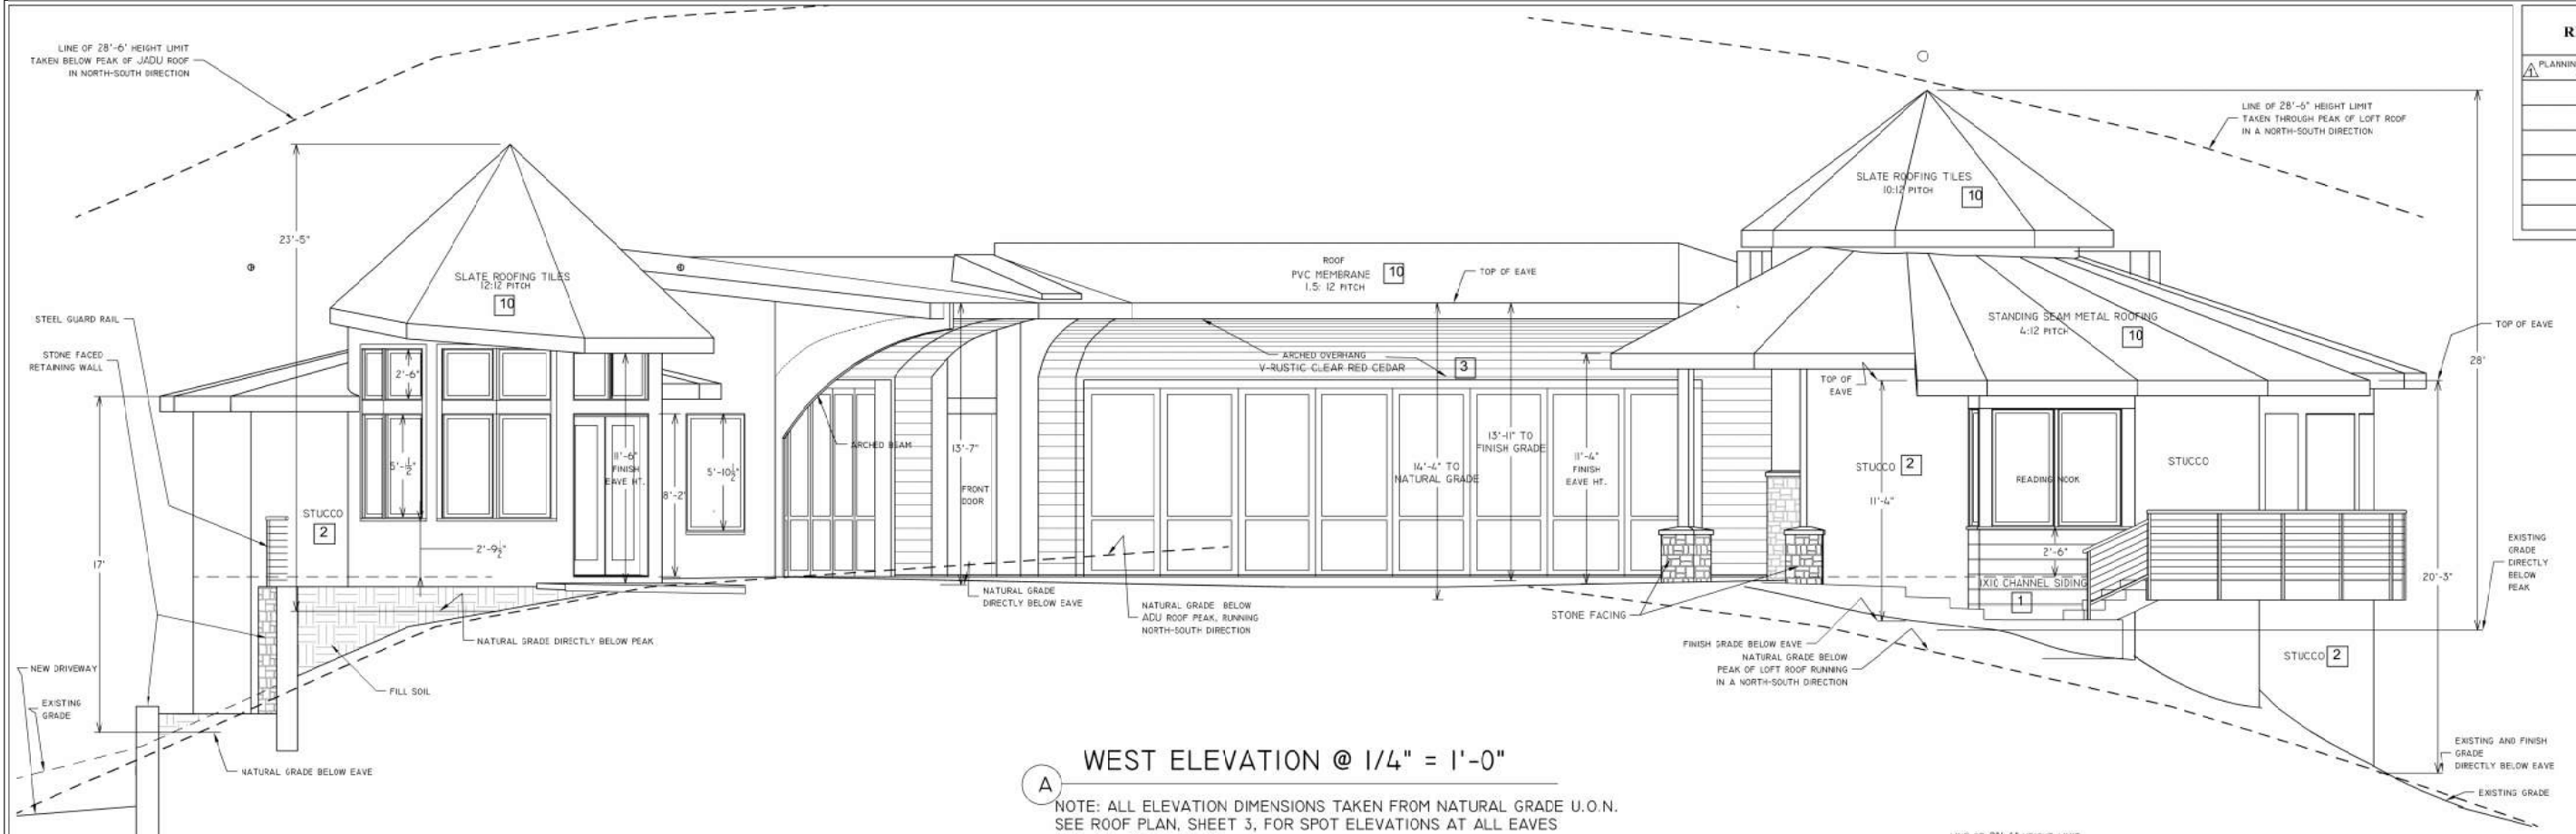 LINE OF 28'-6' HEIGHT LIMIT
TAKEN BELOW PEAK OF JADU ROOF
IN NORTH-SOUTH DIRECTION
23'-5"
SLATE ROOFING TILES
12:12 PITCH
10
STEEL GUARD RAIL
STONE FACED
RETAINING WALL
2'-6"
5'-½"
11'-6"
FINISH
EAVE HT.
8'-2"
5'-10½"
STUCCO
2
2'-9½"
17'
NEW DRIVEWAY
EXISTING
GRADE
NATURAL GRADE BELOW EAVE
FILL SOIL
NATURAL GRADE DIRECTLY BELOW PEAK
ARCHED BEAM
13'-7"
FRONT
DOOR
NATURAL GRADE
DIRECTLY BELOW EAVE
NATURAL GRADE BELOW
ADU ROOF PEAK, RUNNING
NORTH-SOUTH DIRECTION
ROOF
PVC MEMBRANE
1.5: 12 PITCH
10
TOP OF EAVE
ARCHED OVERHANG
V-RUSTIC CLEAR RED CEDAR
3
14'-4" TO
NATURAL GRADE
13'-11" TO
FINISH GRADE
11'-4"
FINISH
EAVE HT.
STONE FACING
SLATE ROOFING TILES
10:12 PITCH
10
LINE OF 28'-6" HEIGHT LIMIT
TAKEN THROUGH PEAK OF LOFT ROOF
IN A NORTH-SOUTH DIRECTION
STANDING SEAM METAL ROOFING
4:12 PITCH
10
TOP OF EAVE
28'
TOP OF
EAVE
STUCCO
2
11'-4"
READING NOOK
2'-6"
1X10 CHANNEL SIDING
1
STUCCO
EXISTING
GRADE
DIRECTLY
BELOW
PEAK
20'-3"
STUCCO
2
FINISH GRADE BELOW EAVE
NATURAL GRADE BELOW
PEAK OF LOFT ROOF RUNNING
IN A NORTH-SOUTH DIRECTION
EXISTING AND FINISH
GRADE
DIRECTLY BELOW EAVE
EXISTING GRADE
R
1
PLANNIN
A
WEST ELEVATION @ 1/4" = 1'-0"
NOTE: ALL ELEVATION DIMENSIONS TAKEN FROM NATURAL GRADE U.O.N.
SEE ROOF PLAN, SHEET 3, FOR SPOT ELEVATIONS AT ALL EAVES